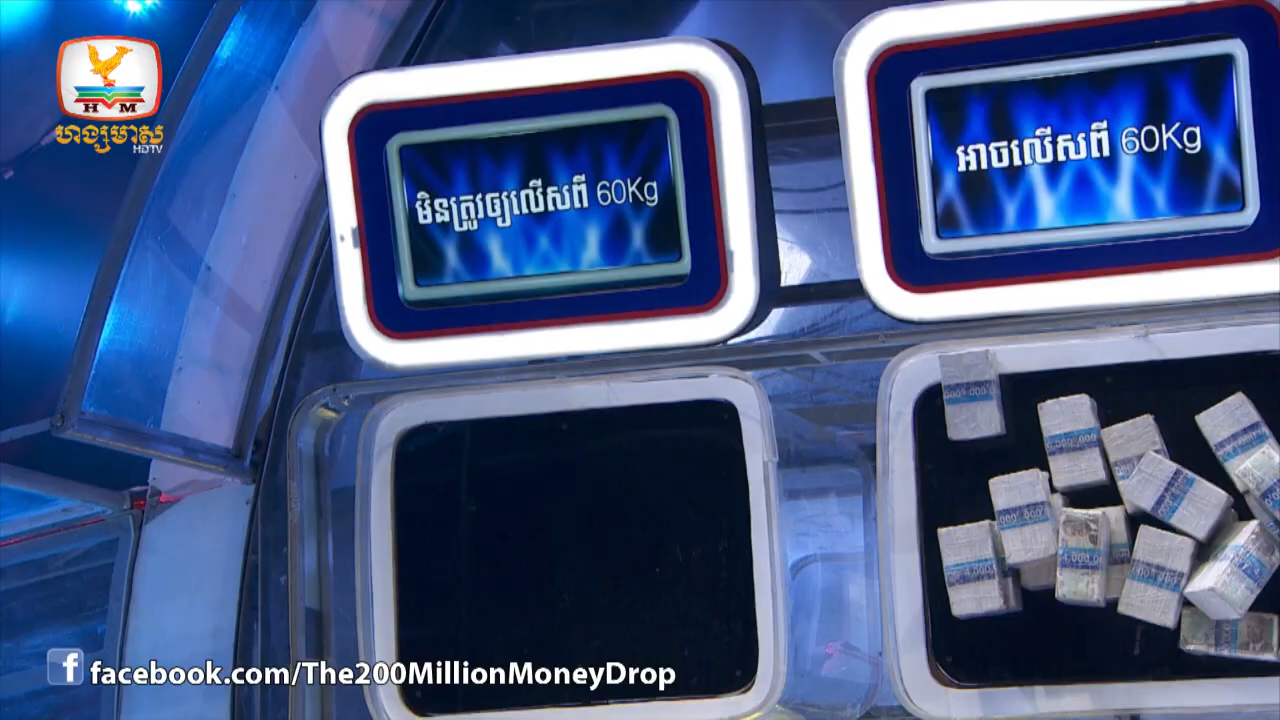 HM
ហង្សមាស
HDTV
មិនត្រូវឲ្យលើសពី 60Kg
អាចលើសពី 60Kg
facebook.com/The200MillionMoneyDrop